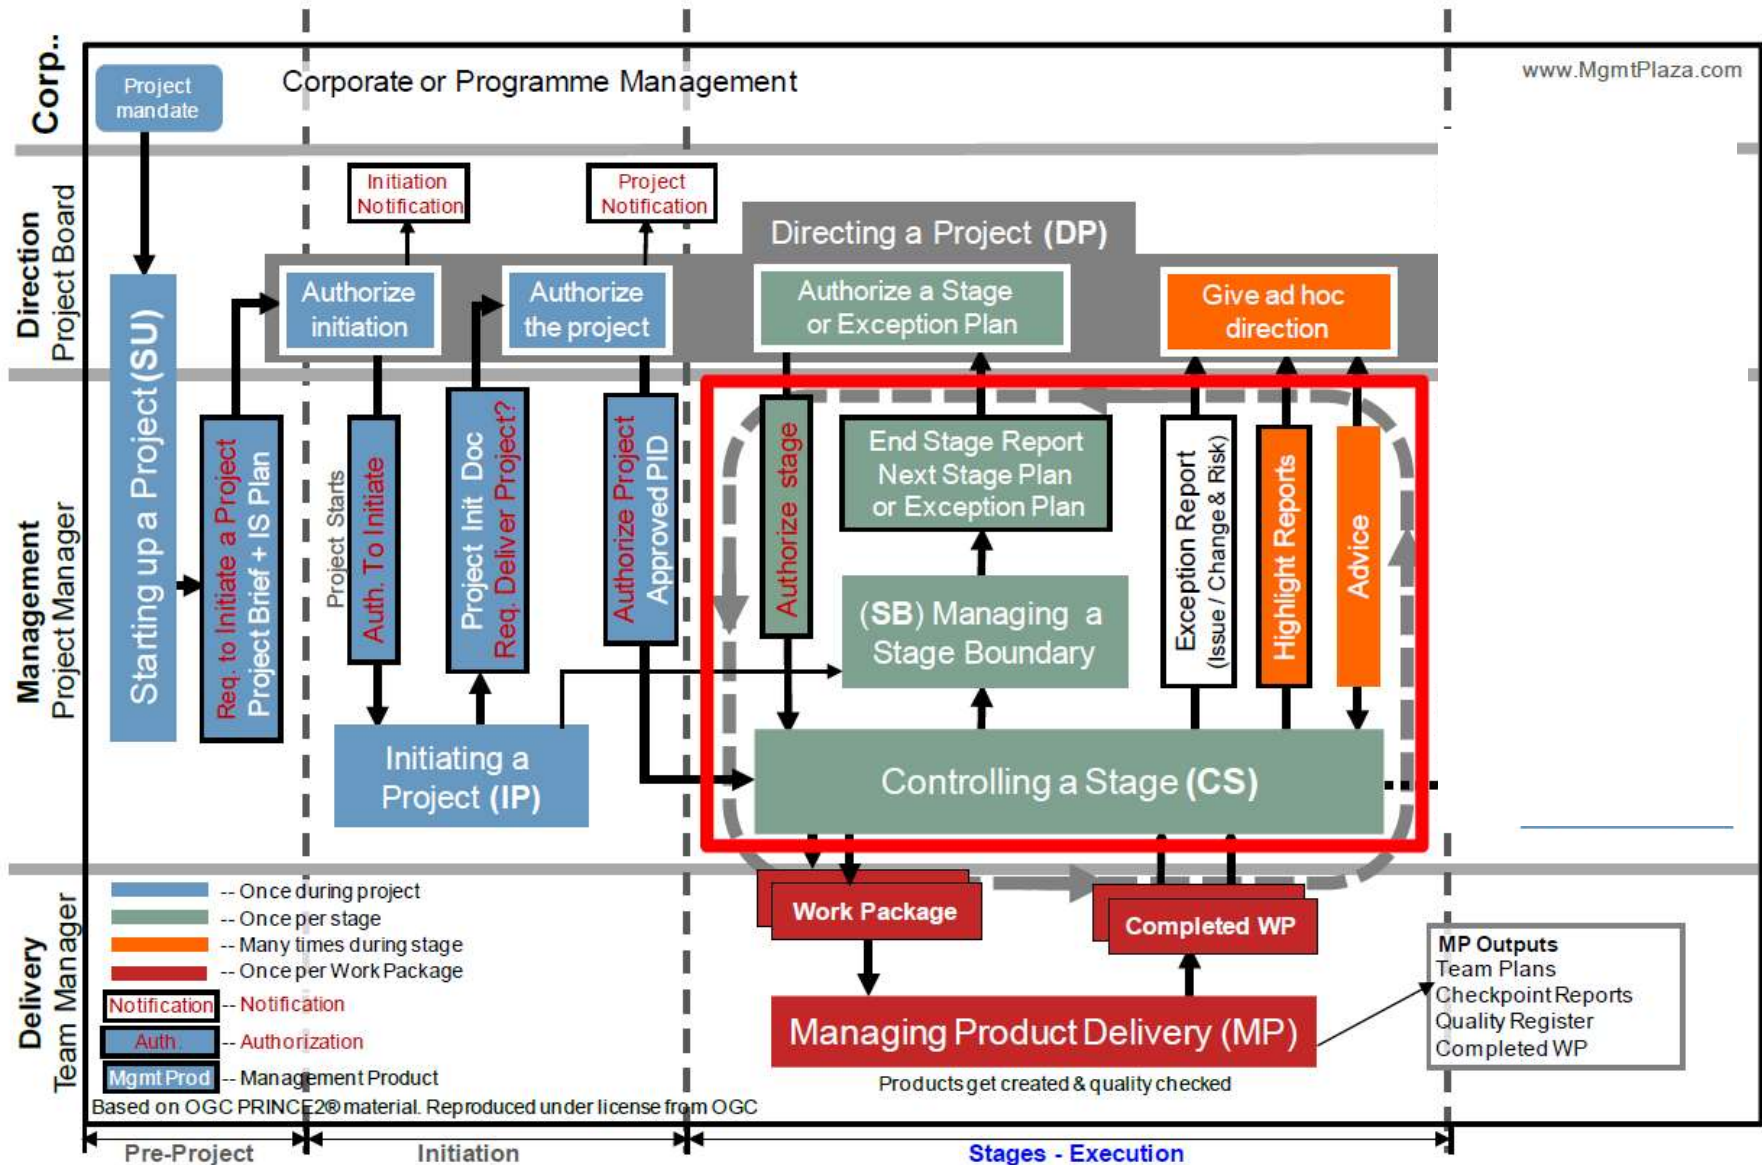 Corp..
Project
mandate
Corporate or Programme Management
www.MgmtPlaza.com
Direction
Project Board
Initiation
Notification
Project
Notification
Directing a Project (DP)
Authorize
initiation
Authorize
the project
Authorize a Stage
or Exception Plan
Give ad hoc
direction
Management
Project Manager
Starting up a Project (SU)
Req. to Initiate a Project
Project Brief + IS Plan
Project Starts
Auth. To Initiate
Project Init Doc
Req. Deliver Project?
Authorize Project
Approved PID
Authorize stage
End Stage Report
Next Stage Plan
or Exception Plan
(SB) Managing a
Stage Boundary
Exception Report
(Issue / Change & Risk)
Highlight Reports
Advice
Initiating a
Project (IP)
Controlling a Stage (CS)
Delivery
Team Manager
-- Once during project
-- Once per stage
-- Many times during stage
-- Once per Work Package
Notification -- Notification
Auth. -- Authorization
Mgmt Prod -- Management Product
Work Package
Completed WP
Managing Product Delivery (MP)
Products get created & quality checked
MP Outputs
Team Plans
Checkpoint Reports
Quality Register
Completed WP
Based on OGC PRINCE2® material. Reproduced under license from OGC
Pre-Project
Initiation
Stages - Execution